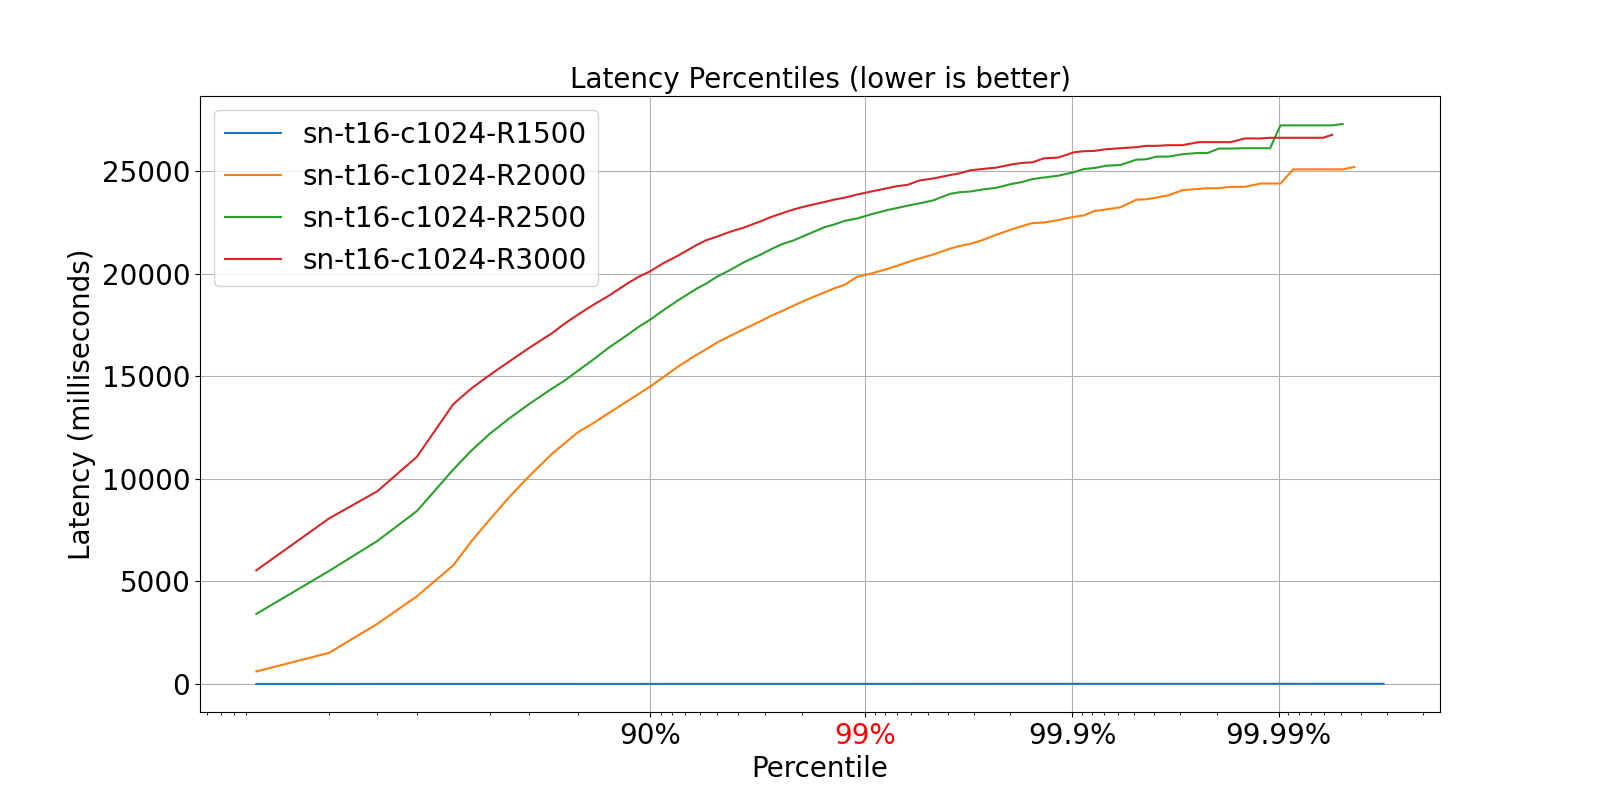 Latency Percentiles (lower is better)
sn-t16-c1024-R1500
sn-t16-c1024-R2000
sn-t16-c1024-R2500
sn-t16-c1024-R3000
Latency (milliseconds)
25000
20000
15000
10000
5000
0
90% 99% 99.9% 99.99%
Percentile